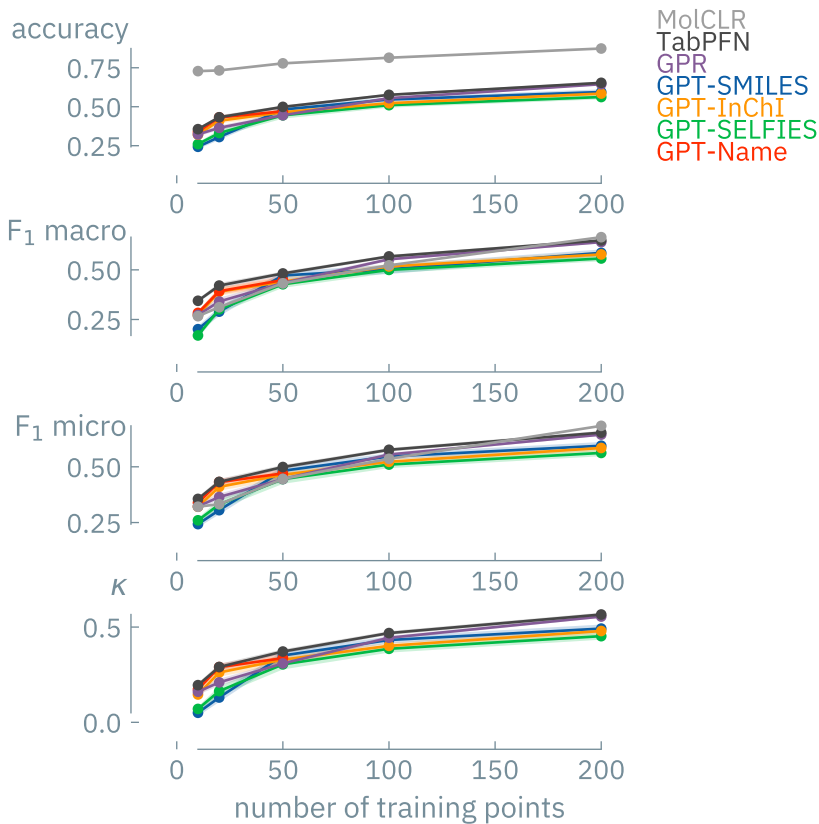 accuracy
0.75
0.50
0.25
0 50 100 150 200
MolCLR
TabPFN
GPR
GPT-SMILES
GPT-InChI
GPT-SELFIES
GPT-Name
F₁ macro
0.50
0.25
0 50 100 150 200
F₁ micro
0.50
0.25
0 50 100 150 200
κ
0.5
0.0
0 50 100 150 200
number of training points